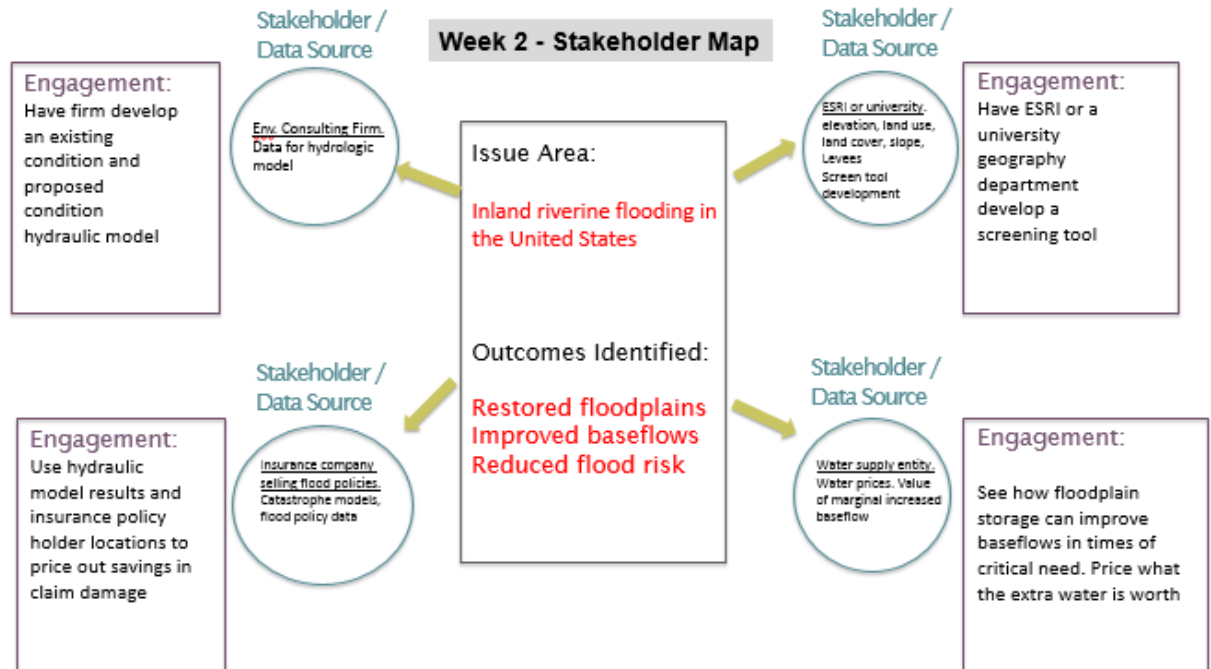 Week 2 - Stakeholder Map
Stakeholder /
Data Source
Engagement:
Have firm develop
an existing
condition and
proposed
condition
hydraulic model
Env. Consulting Firm.
Data for hydrologic
model
Issue Area:
Inland riverine flooding in
the United States
Outcomes Identified:
Restored floodplains
Improved baseflows
Reduced flood risk
Stakeholder /
Data Source
ESRI or university.
elevation, land use,
land cover, slope,
Levees
Screen tool
development
Engagement:
Have ESRI or a
university
geography
department
develop a
screening tool
Stakeholder /
Data Source
Engagement:
Use hydraulic
model results and
insurance policy
holder locations to
price out savings in
claim damage
Insurance company
selling flood policies.
Catastrophe models,
flood policy data
Stakeholder /
Data Source
Water supply entity.
Water prices. Value
of marginal increased
baseflow
Engagement:
See how floodplain
storage can improve
baseflows in times of
critical need. Price what
the extra water is worth